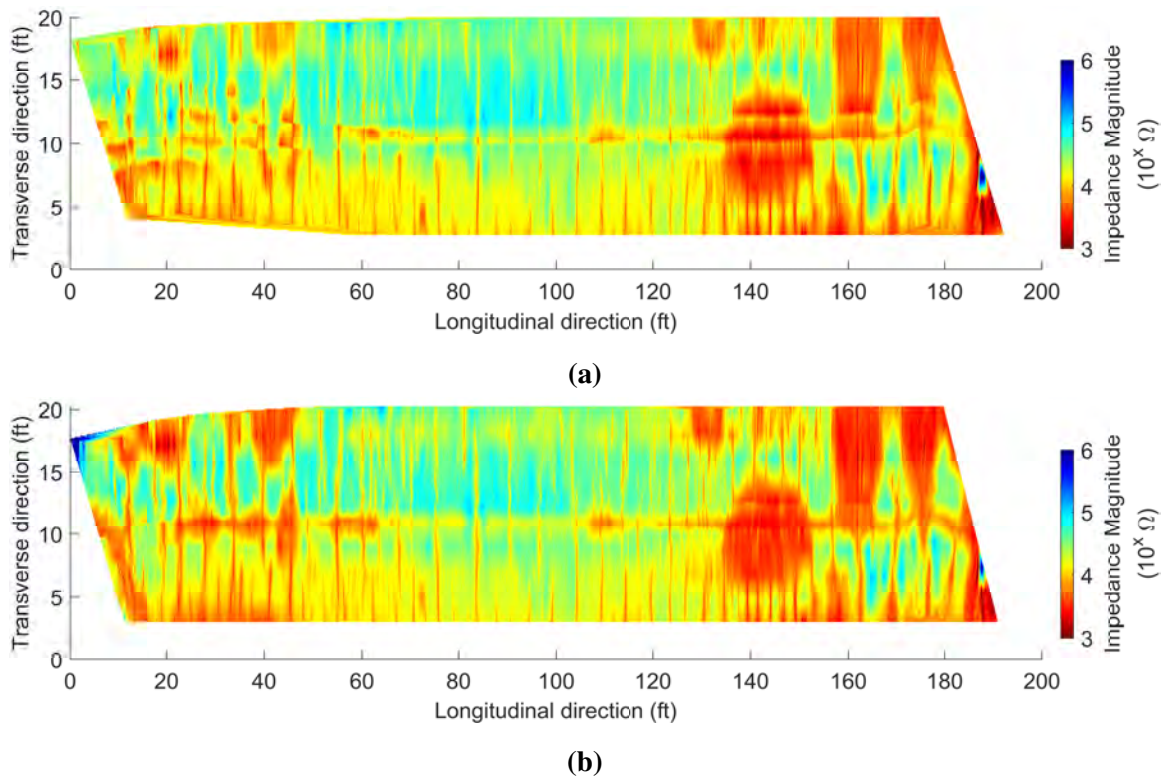 20
15
10
5
0
Transverse direction (ft)
0 20 40 60 80 100 120 140 160 180 200
Longitudinal direction (ft)
6
5
4
3
Impedance Magnitude
(10^x Ω)
(a)
20
15
10
5
0
Transverse direction (ft)
0 20 40 60 80 100 120 140 160 180 200
Longitudinal direction (ft)
6
5
4
3
Impedance Magnitude
(10^x Ω)
(b)